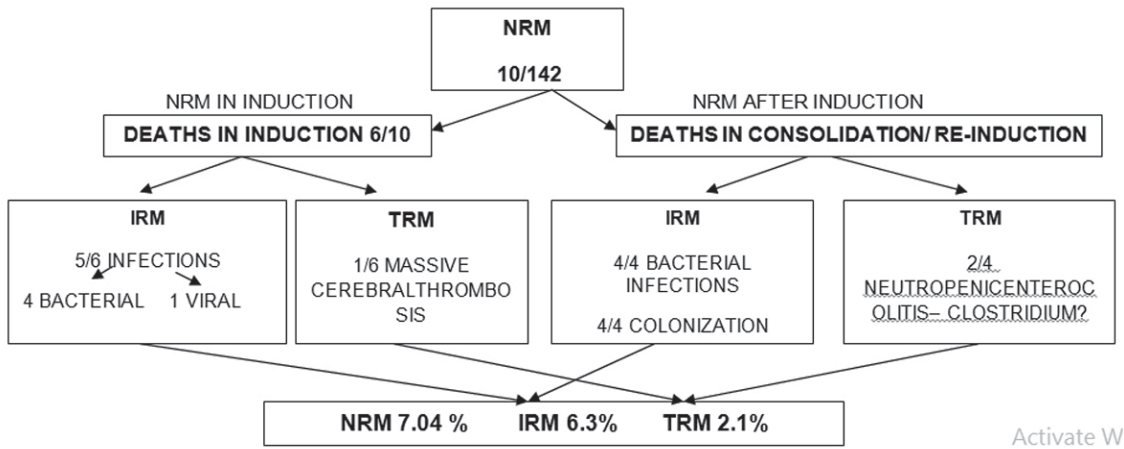 NRM
10/142
NRM IN INDUCTION
NRM AFTER INDUCTION
DEATHS IN INDUCTION 6/10
DEATHS IN CONSOLIDATION/ RE-INDUCTION
IRM
5/6 INFECTIONS
4 BACTERIAL 1 VIRAL
TRM
1/6 MASSIVE
CEREBRALTHROMBO
SIS
IRM
4/4 BACTERIAL
INFECTIONS
4/4 COLONIZATION
TRM
2/4
NEUTROPENICENTEROC
OLITIS– CLOSTRIDIUM?
NRM 7.04 % IRM 6.3% TRM 2.1%
Activate W